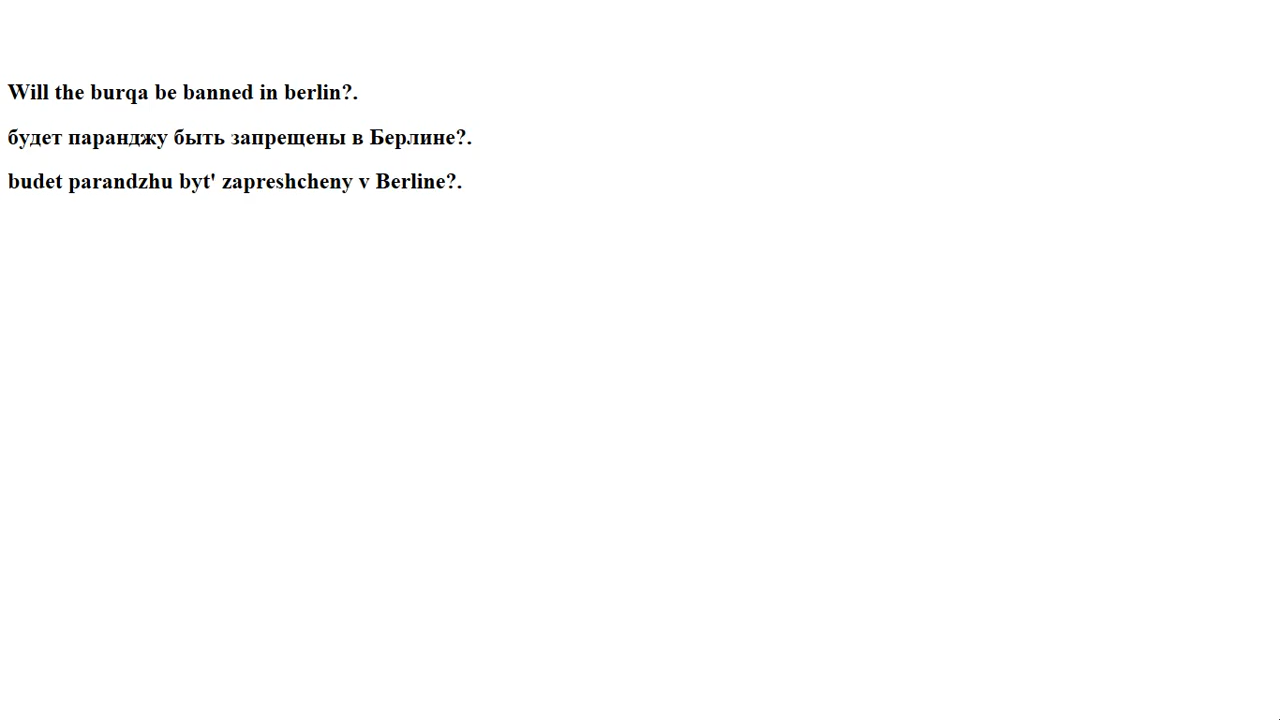 Will the burqa be banned in berlin?.
будет паранджу быть запрещены в Берлине?.
budet parandzhu byt' zapreshcheny v Berline?.